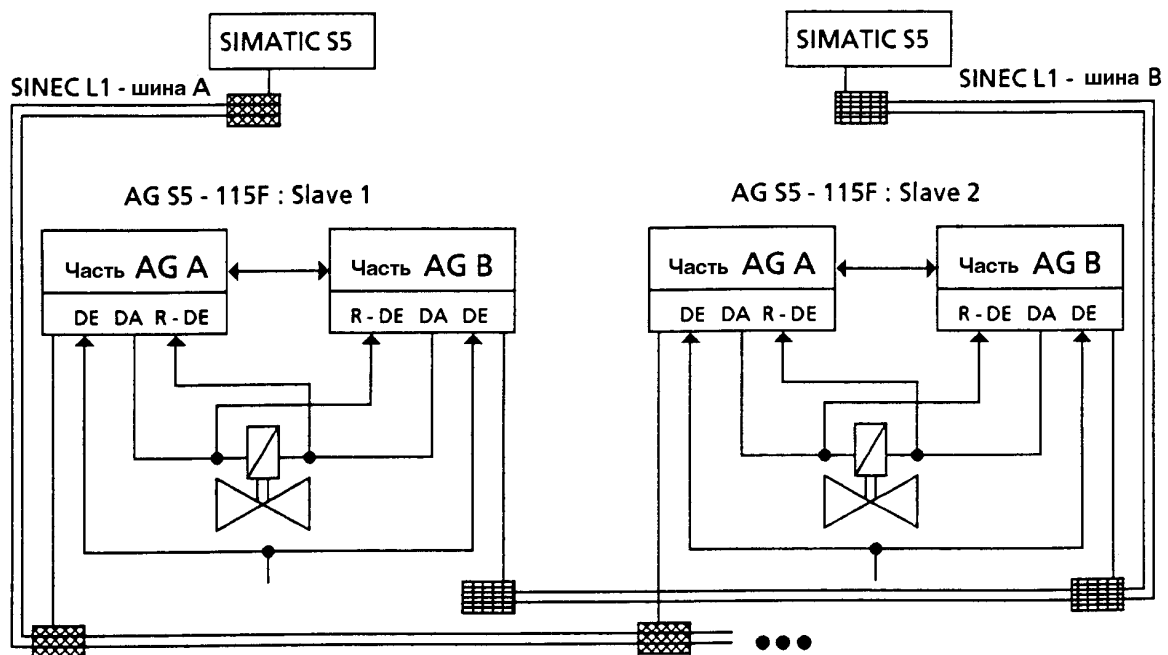 SIMATIC S5
SIMATIC S5
SINEC L1 - шина A
SINEC L1 - шина B
AG S5 - 115F : Slave 1
AG S5 - 115F : Slave 2
Часть AG A
Часть AG B
Часть AG A
Часть AG B
DE DA R - DE
R - DE DA DE
DE DA R - DE
R - DE DA DE